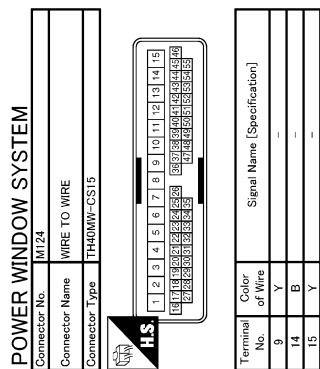 POWER WINDOW SYSTEM
Connector No. M124
Connector Name WIRE TO WIRE
Connector Type TH40MW-CS15
H.S.
1 2 3 4 5 6 7 8 9 10 11 12 13 14 15
16 17 18 19 20 21 22 23 24 25 26 36 37 38 39 40 41 42 43 44 45 46
27 28 29 30 31 32 33 34 35 47 48 49 50 51 52 53 54 55
Terminal No. Color of Wire Signal Name [Specification]
9 Y -
14 B -
15 Y -